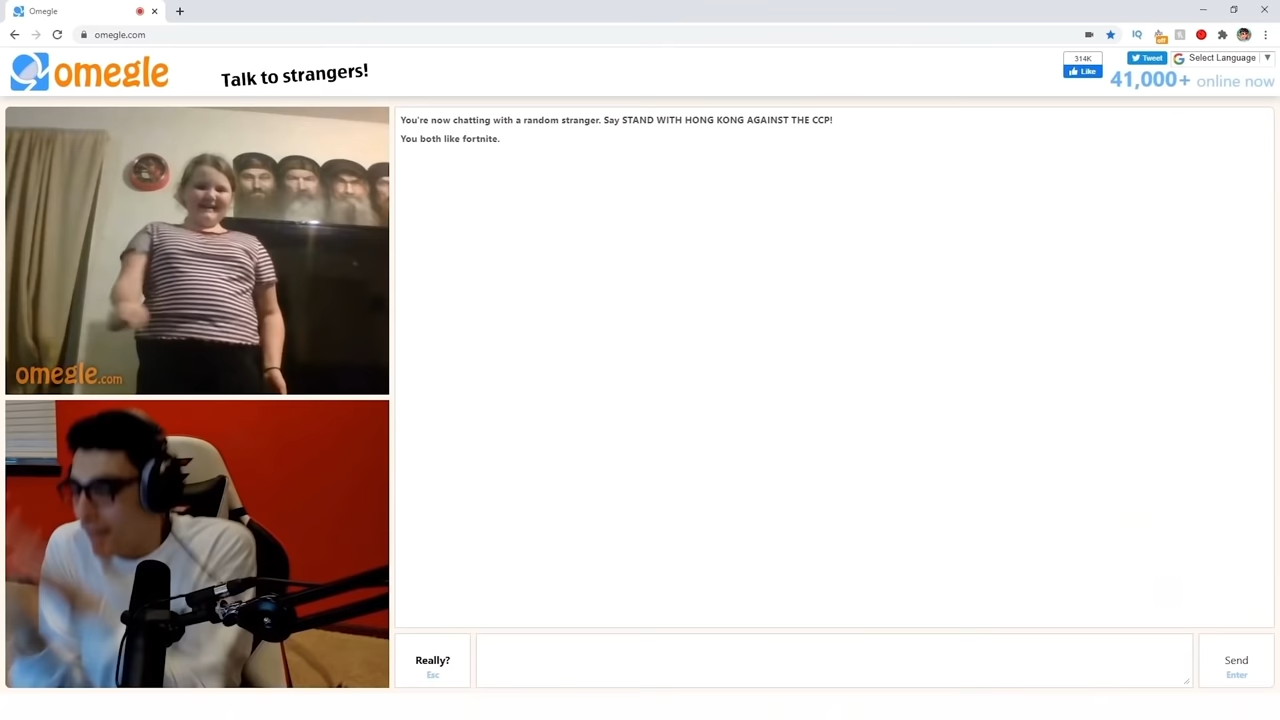 Omegle
omegle.com
IQ
off
omegle
Talk to strangers!
314K
Like
Tweet
Select Language
41,000+ online now
You're now chatting with a random stranger. Say STAND WITH HONG KONG AGAINST THE CCP!
You both like fortnite.
omegle.com
Really?
Esc
Send
Enter